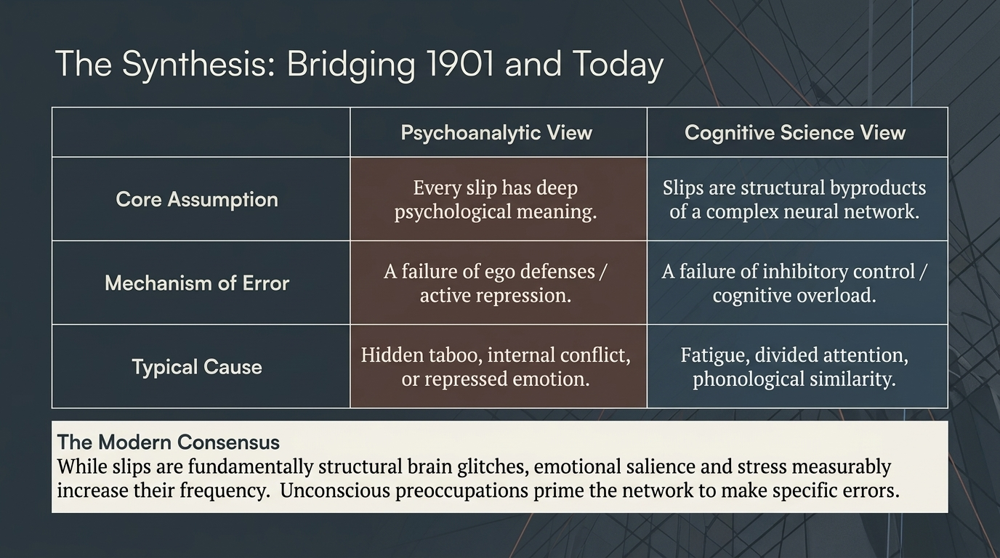 The Synthesis: Bridging 1901 and Today
Psychoanalytic View
Cognitive Science View
Core Assumption
Every slip has deep
psychological meaning.
Slips are structural byproducts
of a complex neural network.
Mechanism of Error
A failure of ego defenses /
active repression.
A failure of inhibitory control /
cognitive overload.
Typical Cause
Hidden taboo, internal conflict,
or repressed emotion.
Fatigue, divided attention,
phonological similarity.
The Modern Consensus
While slips are fundamentally structural brain glitches, emotional salience and stress measurably
increase their frequency.  Unconscious preoccupations prime the network to make specific errors.